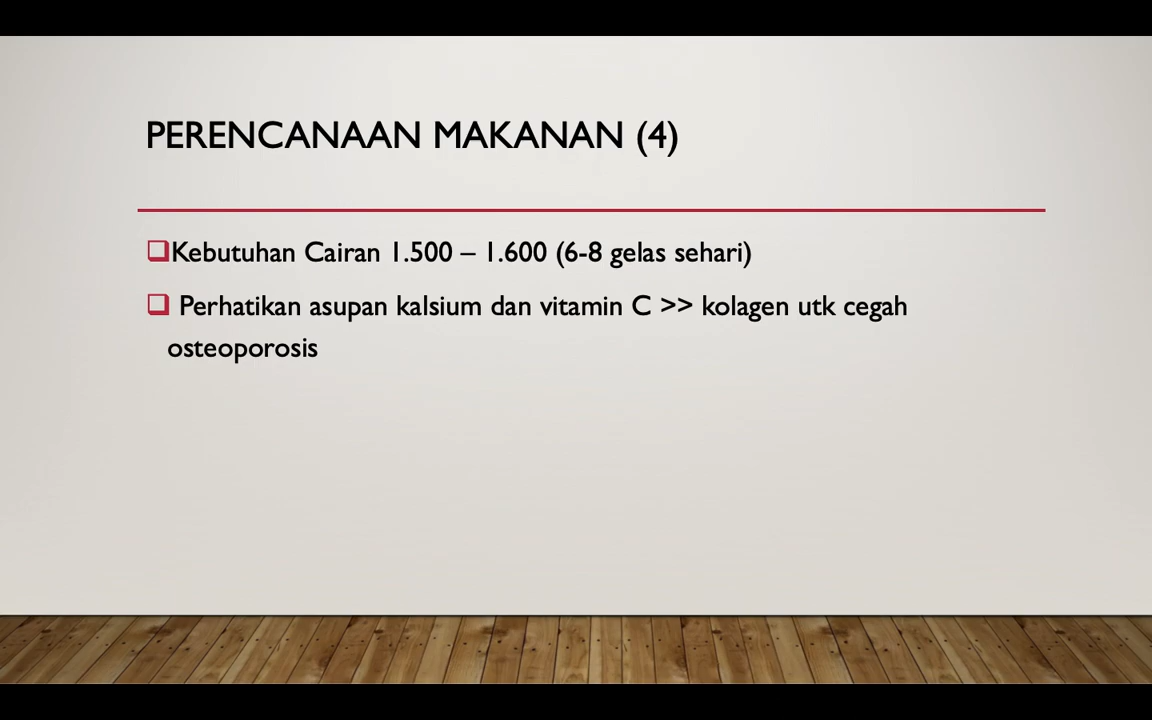 PERENCANAAN MAKANAN (4)
❑Kebutuhan Cairan 1.500 – 1.600 (6-8 gelas sehari)
❑ Perhatikan asupan kalsium dan vitamin C >> kolagen utk cegah
osteoporosis